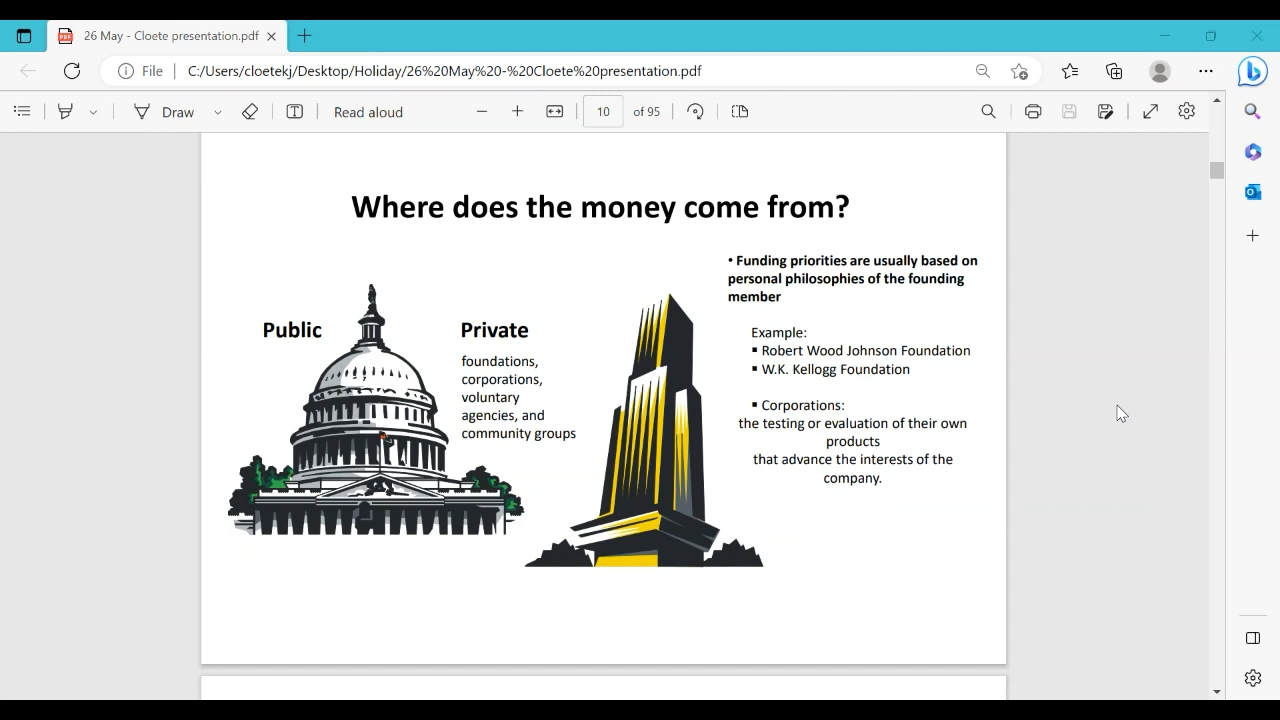 26 May - Cloete presentation.pdf
File
C:/Users/cloetekj/Desktop/Holiday/26%20May%20-%20Cloete%20presentation.pdf
Draw
Read aloud
10
of 95
Where does the money come from?
Public
Private
foundations,
corporations,
voluntary
agencies, and
community groups
• Funding priorities are usually based on
personal philosophies of the founding
member
Example:
▪ Robert Wood Johnson Foundation
▪ W.K. Kellogg Foundation
▪ Corporations:
the testing or evaluation of their own
products
that advance the interests of the
company.